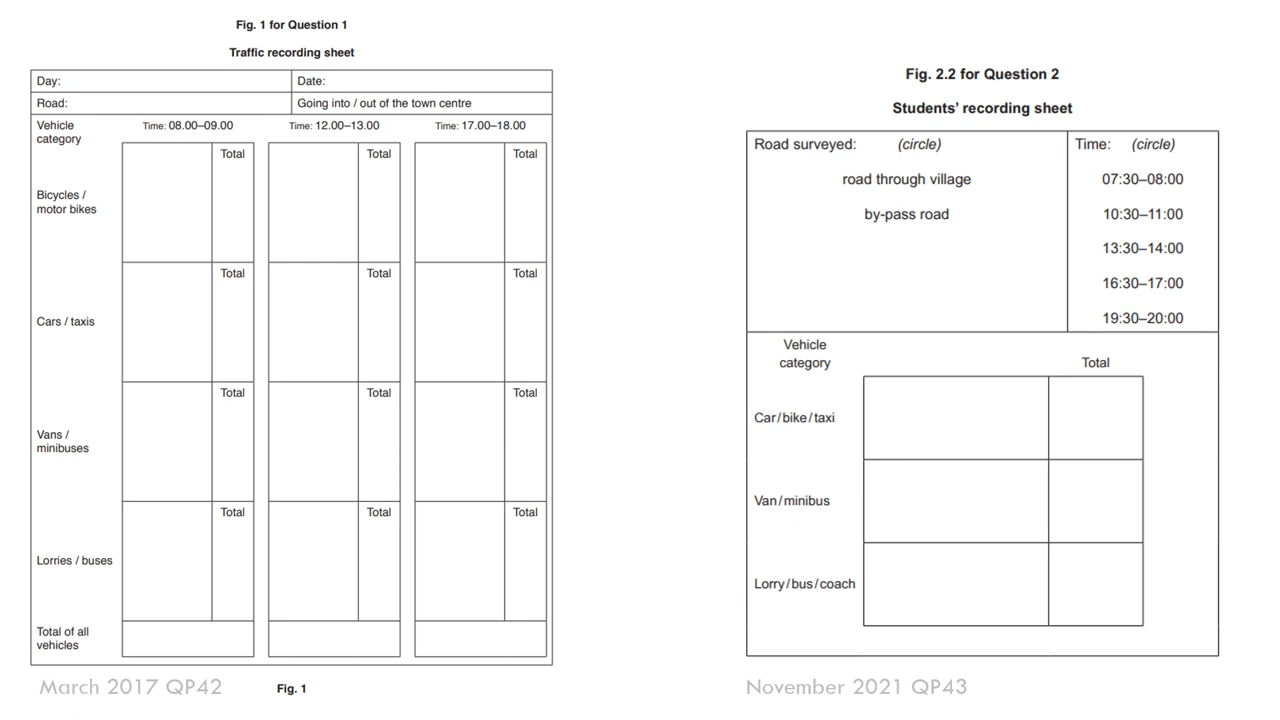 Fig. 1 for Question 1
Traffic recording sheet
Day:
Date:
Road:
Going into / out of the town centre
Vehicle
category
Time: 08.00–09.00
Time: 12.00–13.00
Time: 17.00–18.00
Total
Total
Total
Bicycles /
motor bikes
Total
Total
Total
Cars / taxis
Total
Total
Total
Vans /
minibuses
Total
Total
Total
Lorries / buses
Total of all
vehicles
March 2017 QP42
Fig. 1
Fig. 2.2 for Question 2
Students' recording sheet
Road surveyed: (circle)
road through village
by-pass road
Time: (circle)
07:30–08:00
10:30–11:00
13:30–14:00
16:30–17:00
19:30–20:00
Vehicle
category
Total
Car/bike/taxi
Van/minibus
Lorry/bus/coach
November 2021 QP43